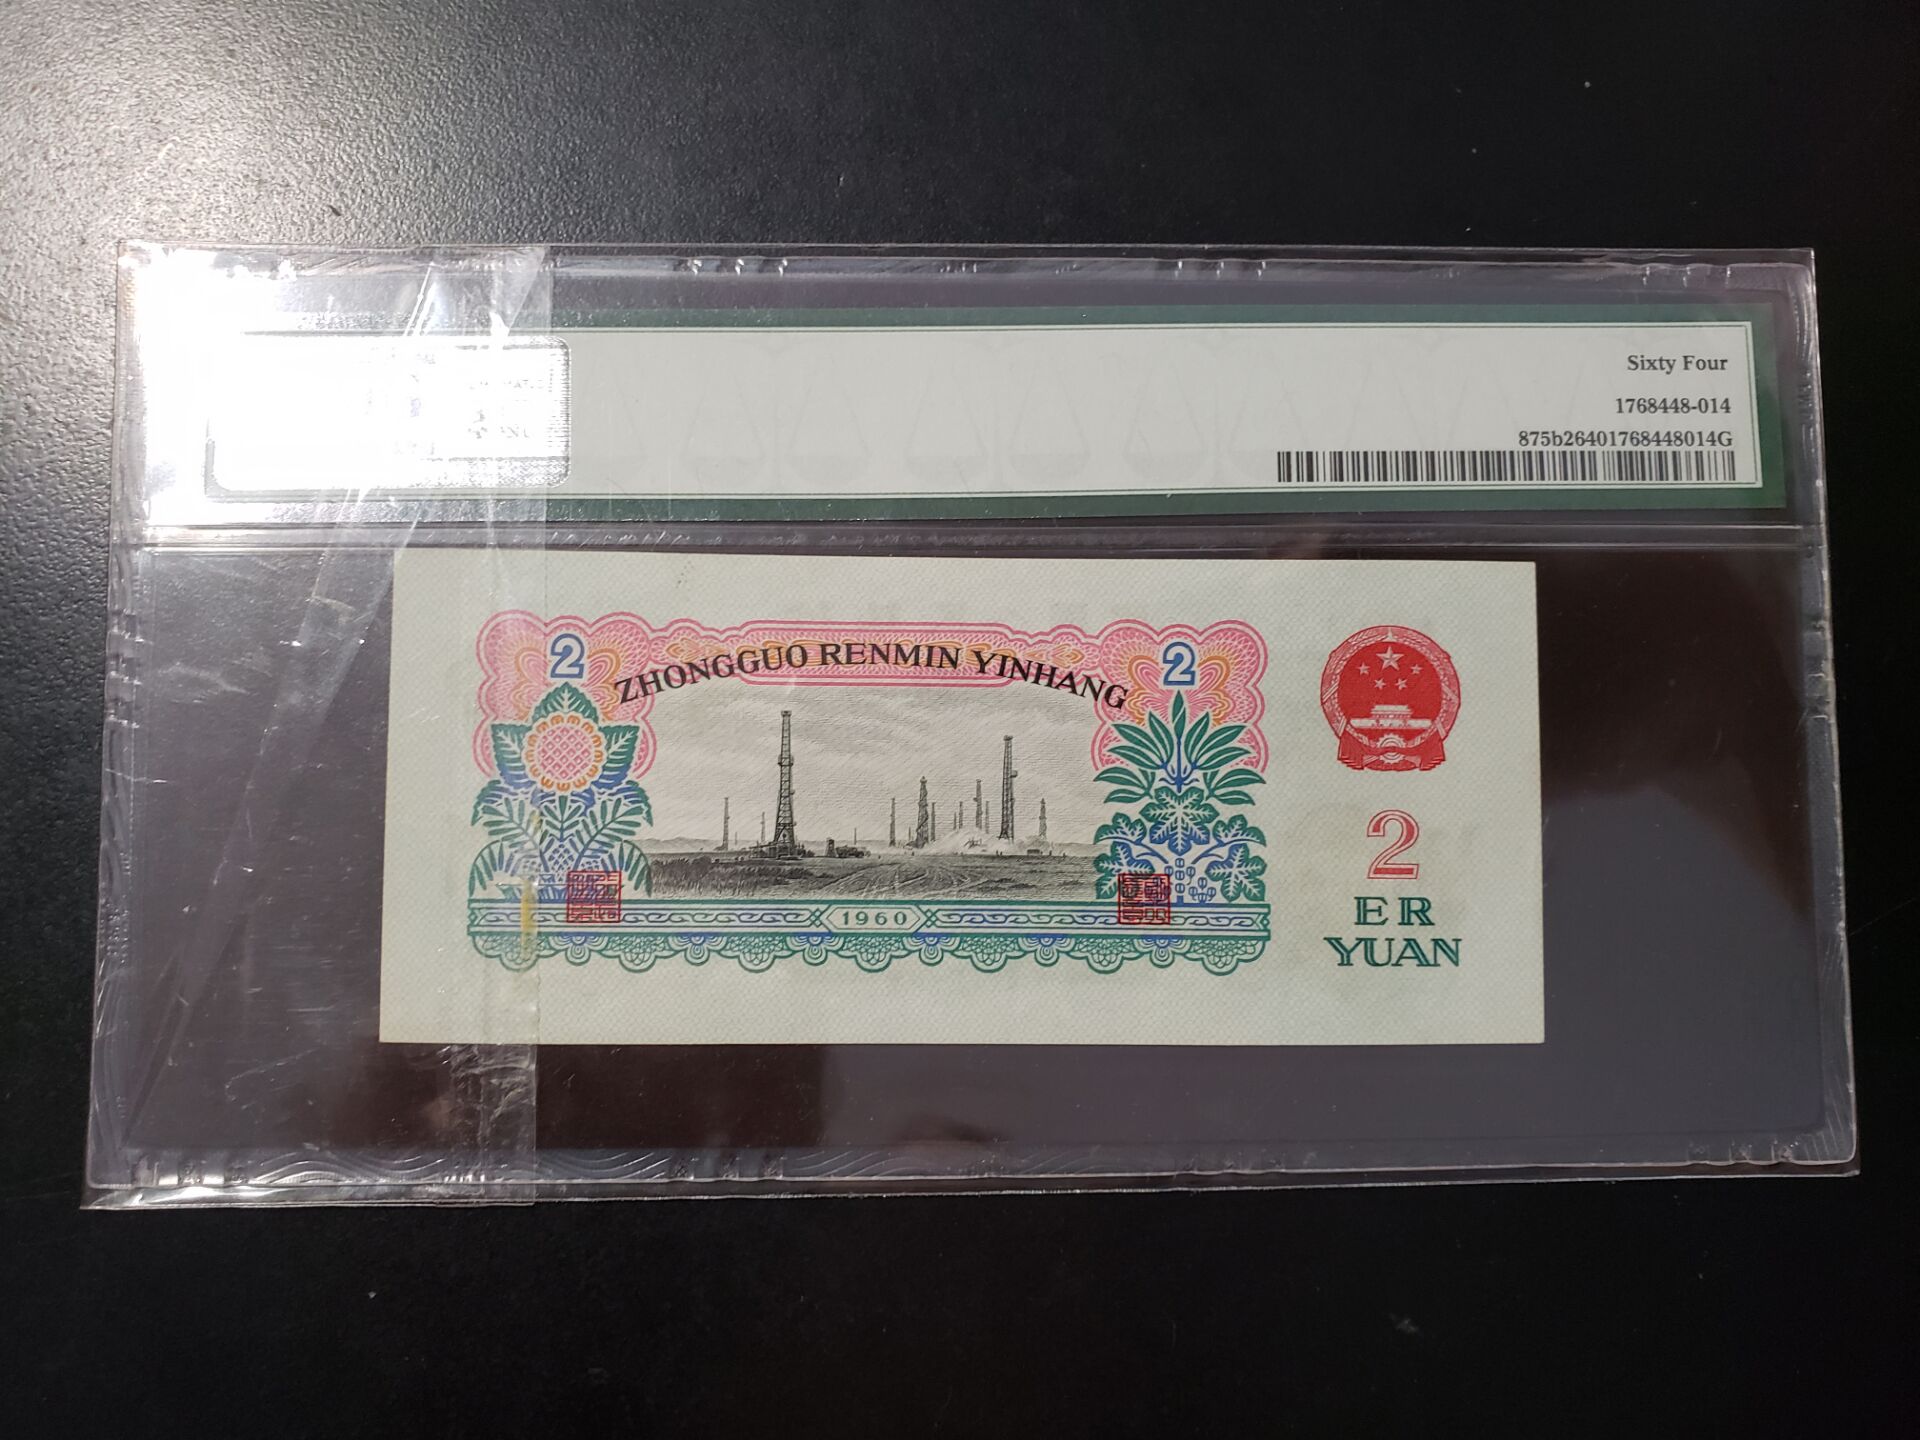 Sixty Four
1768448-014
875b26401768448014G
2
ZHONGGUO RENMIN YINHANG
2
1960
2
ER
YUAN